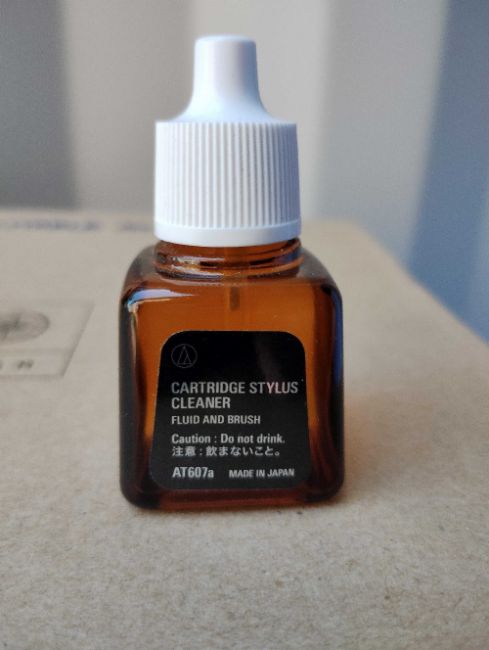 CARTRIDGE STYLUS
CLEANER
FLUID AND BRUSH
Caution : Do not drink.
注意 : 飲まないこと。
AT607a MADE IN JAPAN